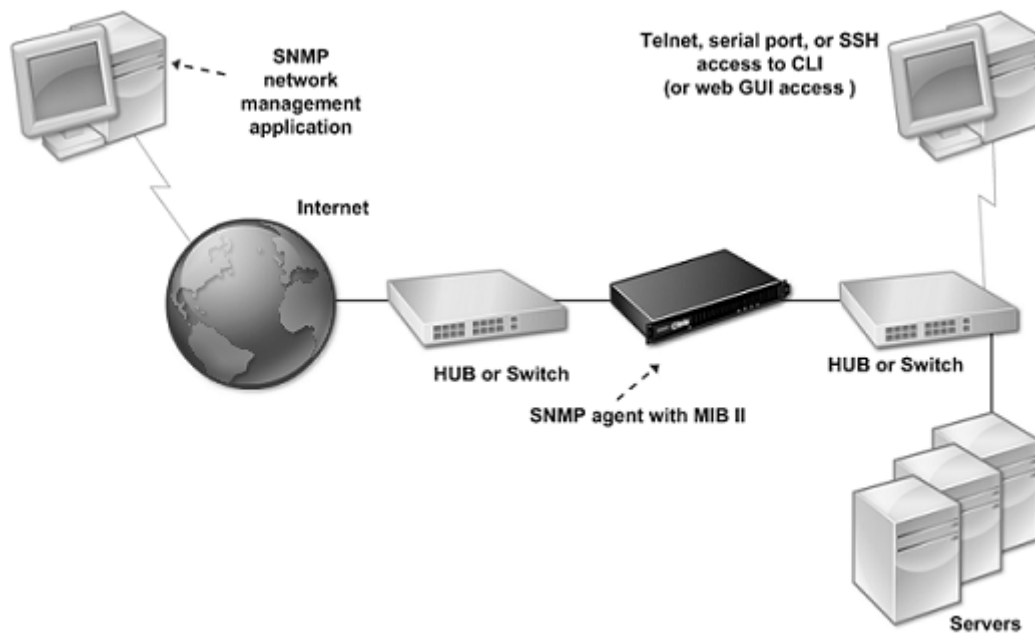 SNMP
network
management
application
Telnet, serial port, or SSH
access to CLI
(or web GUI access )
Internet
HUB or Switch
SNMP agent with MIB II
HUB or Switch
Servers